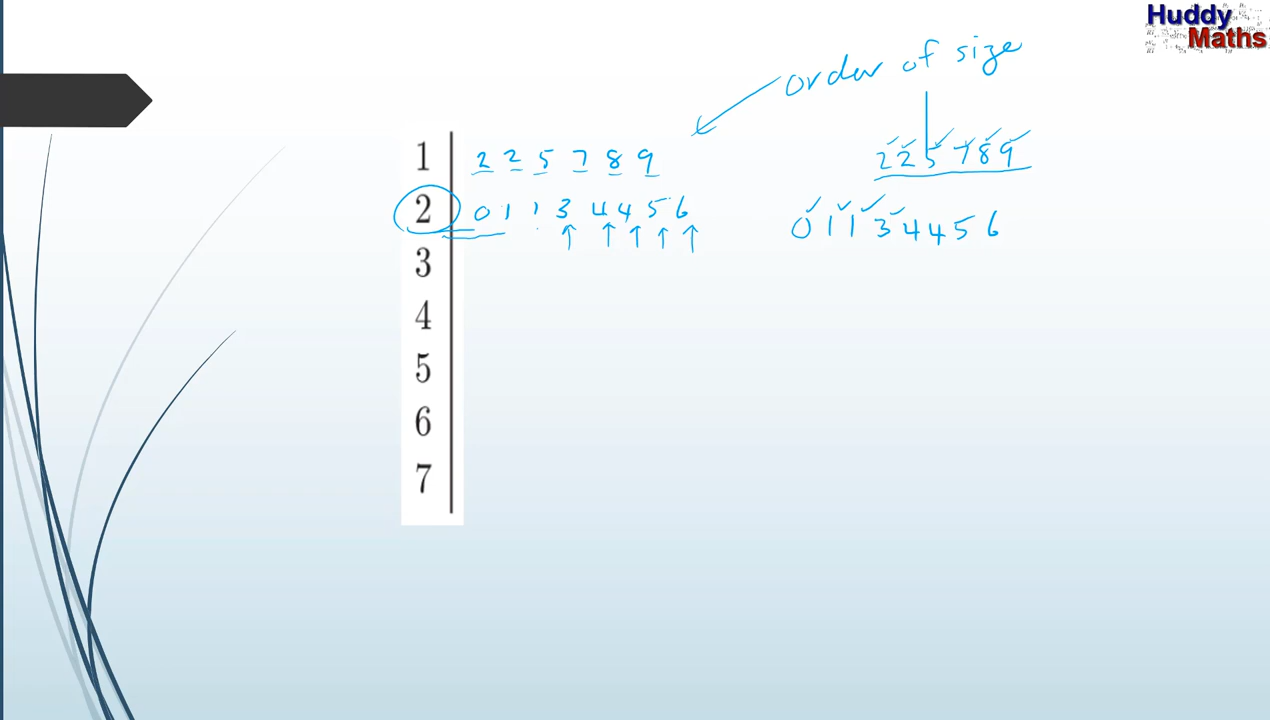 Huddy
Maths
order of size
1 2 2 5 7 8 9
2 2 5 7 8 9
2 0 1 1 3 4 4 5 6
0 1 1 3 4 4 5 6
3
4
5
6
7